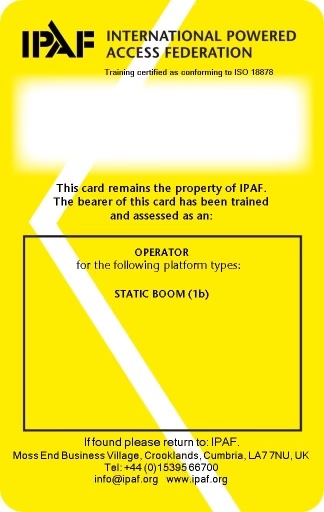 IPAF INTERNATIONAL POWERED
ACCESS FEDERATION
Training certified as conforming to ISO 18878
This card remains the property of IPAF.
The bearer of this card has been trained
and assessed as an:
OPERATOR
for the following platform types:
STATIC BOOM (1b)
If found please return to: IPAF.
Moss End Business Village, Crooklands, Cumbria, LA7 7NU, UK
Tel: +44 (0)15395 66700
info@ipaf.org www.ipaf.org